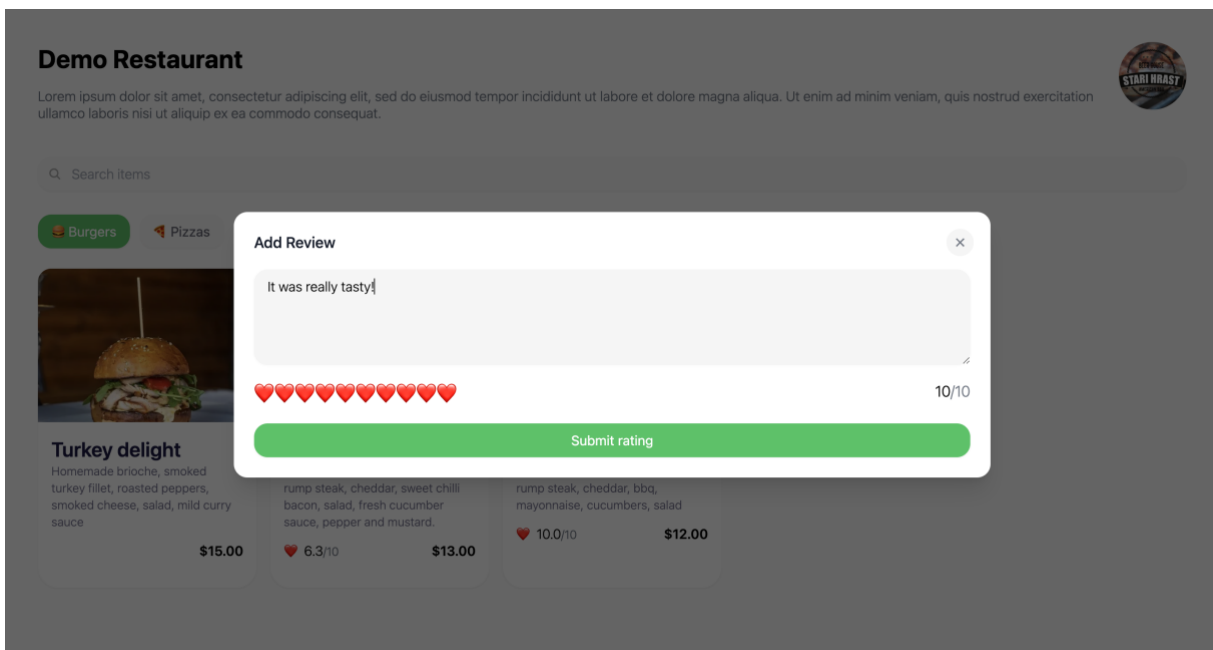 Demo Restaurant
Lorem ipsum dolor sit amet, consectetur adipiscing elit, sed do eiusmod tempor incididunt ut labore et dolore magna aliqua. Ut enim ad minim veniam, quis nostrud exercitation
ullamco laboris nisi ut aliquip ex ea commodo consequat.
STARI HRAST
Search items
Burgers
Pizzas
Add Review
It was really tasty!
10/10
Submit rating
Turkey delight
Homemade brioche, smoked
turkey fillet, roasted peppers,
smoked cheese, salad, mild curry
sauce
$15.00
rump steak, cheddar, sweet chilli
bacon, salad, fresh cucumber
sauce, pepper and mustard.
6.3/10
$13.00
rump steak, cheddar, bbq,
mayonnaise, cucumbers, salad
10.0/10
$12.00